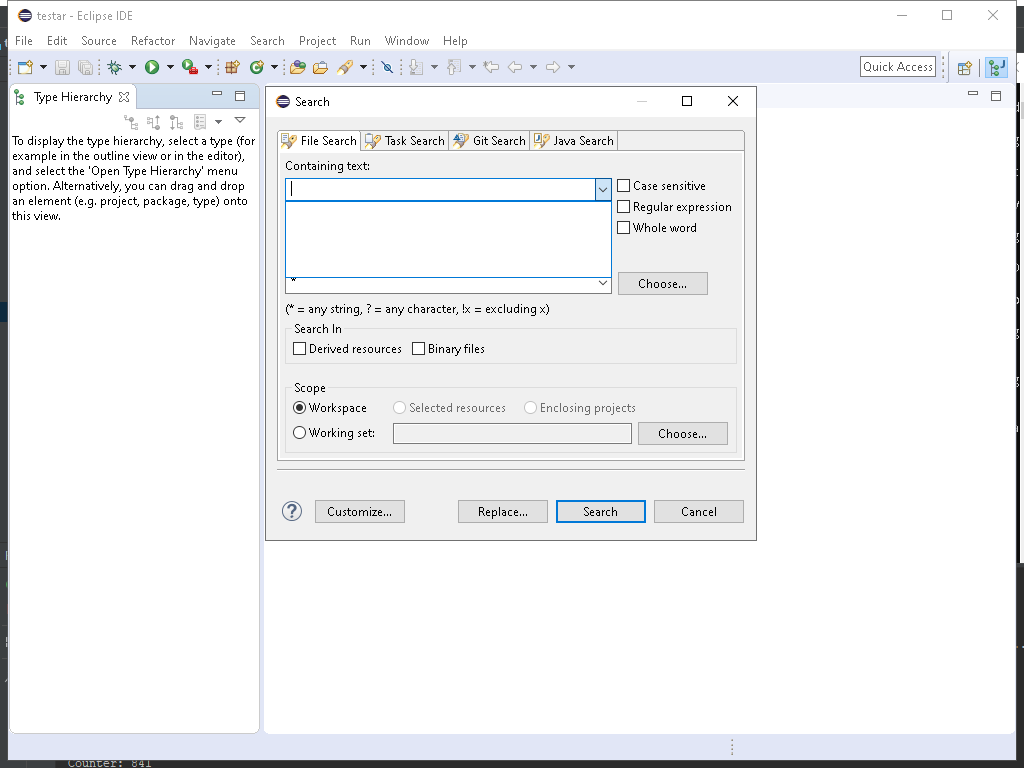 testar - Eclipse IDE
File Edit Source Refactor Navigate Search Project Run Window Help
Quick Access
Type Hierarchy
To display the type hierarchy, select a type (for
example in the outline view or in the editor),
and select the 'Open Type Hierarchy' menu
option. Alternatively, you can drag and drop
an element (e.g. project, package, type) onto
this view.
Search
File Search Task Search Git Search Java Search
Containing text:
Case sensitive
Regular expression
Whole word
* Choose...
(* = any string, ? = any character, !x = excluding x)
Search In
Derived resources Binary files
Scope
Workspace Selected resources Enclosing projects
Working set: Choose...
? Customize... Replace... Search Cancel
Counter: 841